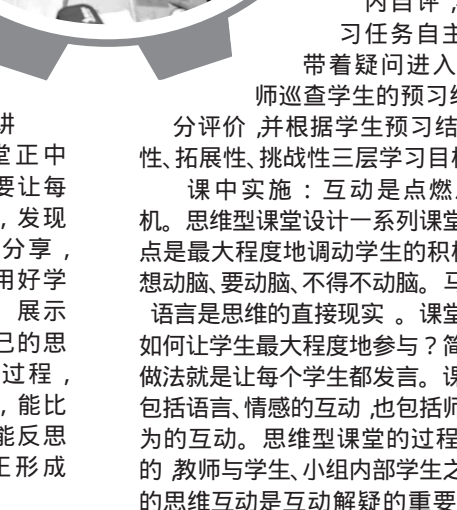 讲
堂正中
要让每
,发现
分享,
用好学
。展示
己的思
过程,
,能比
能反思
正形成
内自评,
习任务自主
带着疑问进入
师巡查学生的预习
分评价,并根据学生预习结
性、拓展性、挑战性三层学习目标
课中实施:互动是点燃
机。思维型课堂设计一系列课堂
点是最大程度地调动学生的积极
想动脑、要动脑、不得不动脑。马
语言是思维的直接现实 。课堂
如何让学生最大程度地参与?简
做法就是让每个学生都发言。课
包括语言、情感的互动,也包括师
为的互动。思维型课堂的过程
的,教师与学生、小组内部学生之
的思维互动是互动解疑的重要